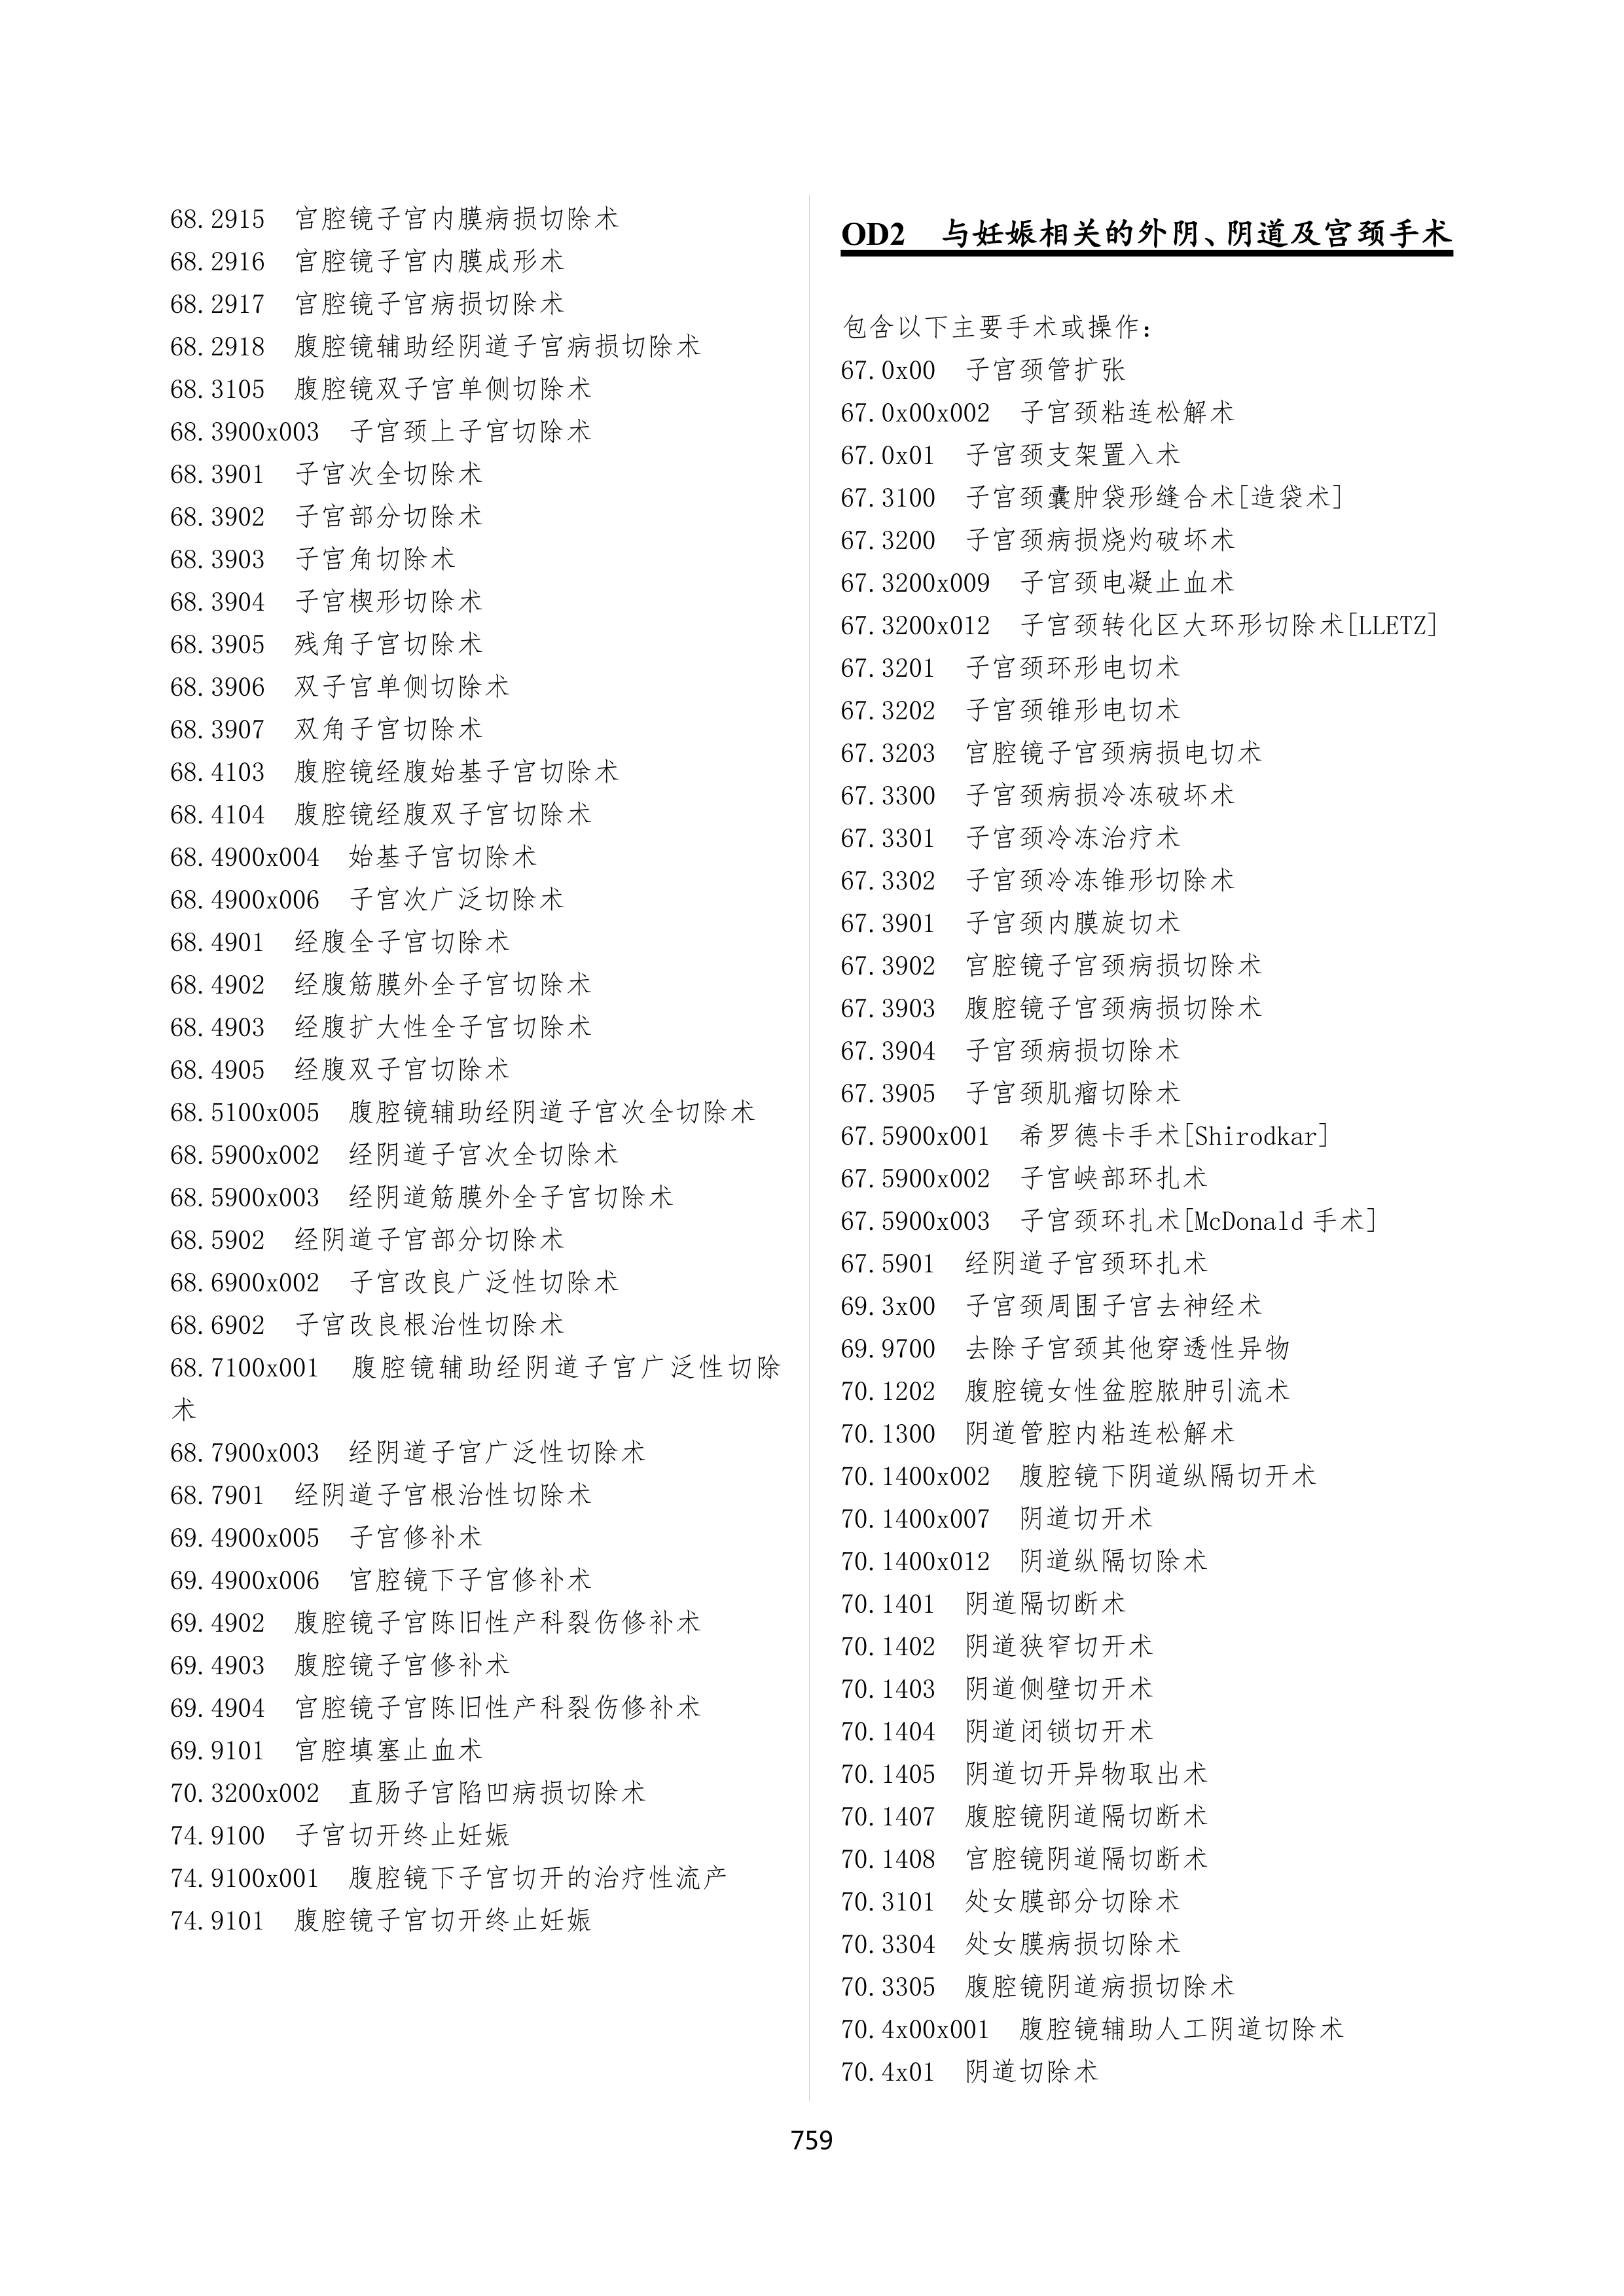 68.2915　宫腔镜子宫内膜病损切除术
68.2916　宫腔镜子宫内膜成形术
68.2917　宫腔镜子宫病损切除术
68.2918　腹腔镜辅助经阴道子宫病损切除术
68.3105　腹腔镜双子宫单侧切除术
68.3900x003　子宫颈上子宫切除术
68.3901　子宫次全切除术
68.3902　子宫部分切除术
68.3903　子宫角切除术
68.3904　子宫楔形切除术
68.3905　残角子宫切除术
68.3906　双子宫单侧切除术
68.3907　双角子宫切除术
68.4103　腹腔镜经腹始基子宫切除术
68.4104　腹腔镜经腹双子宫切除术
68.4900x004　始基子宫切除术
68.4900x006　子宫次广泛切除术
68.4901　经腹全子宫切除术
68.4902　经腹筋膜外全子宫切除术
68.4903　经腹扩大性全子宫切除术
68.4905　经腹双子宫切除术
68.5100x005　腹腔镜辅助经阴道子宫次全切除术
68.5900x002　经阴道子宫次全切除术
68.5900x003　经阴道筋膜外全子宫切除术
68.5902　经阴道子宫部分切除术
68.6900x002　子宫改良广泛性切除术
68.6902　子宫改良根治性切除术
68.7100x001　腹腔镜辅助经阴道子宫广泛性切除
术
68.7900x003　经阴道子宫广泛性切除术
68.7901　经阴道子宫根治性切除术
69.4900x005　子宫修补术
69.4900x006　宫腔镜下子宫修补术
69.4902　腹腔镜子宫陈旧性产科裂伤修补术
69.4903　腹腔镜子宫修补术
69.4904　宫腔镜子宫陈旧性产科裂伤修补术
69.9101　宫腔填塞止血术
70.3200x002　直肠子宫陷凹病损切除术
74.9100　子宫切开终止妊娠
74.9100x001　腹腔镜下子宫切开的治疗性流产
74.9101　腹腔镜子宫切开终止妊娠
OD2　与妊娠相关的外阴、阴道及宫颈手术
包含以下主要手术或操作:
67.0x00　子宫颈管扩张
67.0x00x002　子宫颈粘连松解术
67.0x01　子宫颈支架置入术
67.3100　子宫颈囊肿袋形缝合术[造袋术]
67.3200　子宫颈病损烧灼破坏术
67.3200x009　子宫颈电凝止血术
67.3200x012　子宫颈转化区大环形切除术[LLETZ]
67.3201　子宫颈环形电切术
67.3202　子宫颈锥形电切术
67.3203　宫腔镜子宫颈病损电切术
67.3300　子宫颈病损冷冻破坏术
67.3301　子宫颈冷冻治疗术
67.3302　子宫颈冷冻锥形切除术
67.3901　子宫颈内膜旋切术
67.3902　宫腔镜子宫颈病损切除术
67.3903　腹腔镜子宫颈病损切除术
67.3904　子宫颈病损切除术
67.3905　子宫颈肌瘤切除术
67.5900x001　希罗德卡手术[Shirodkar]
67.5900x002　子宫峡部环扎术
67.5900x003　子宫颈环扎术[McDonald 手术]
67.5901　经阴道子宫颈环扎术
69.3x00　子宫颈周围子宫去神经术
69.9700　去除子宫颈其他穿透性异物
70.1202　腹腔镜女性盆腔脓肿引流术
70.1300　阴道管腔内粘连松解术
70.1400x002　腹腔镜下阴道纵隔切开术
70.1400x007　阴道切开术
70.1400x012　阴道纵隔切除术
70.1401　阴道隔切断术
70.1402　阴道狭窄切开术
70.1403　阴道侧壁切开术
70.1404　阴道闭锁切开术
70.1405　阴道切开异物取出术
70.1407　腹腔镜阴道隔切断术
70.1408　宫腔镜阴道隔切断术
70.3101　处女膜部分切除术
70.3304　处女膜病损切除术
70.3305　腹腔镜阴道病损切除术
70.4x00x001　腹腔镜辅助人工阴道切除术
70.4x01　阴道切除术
759